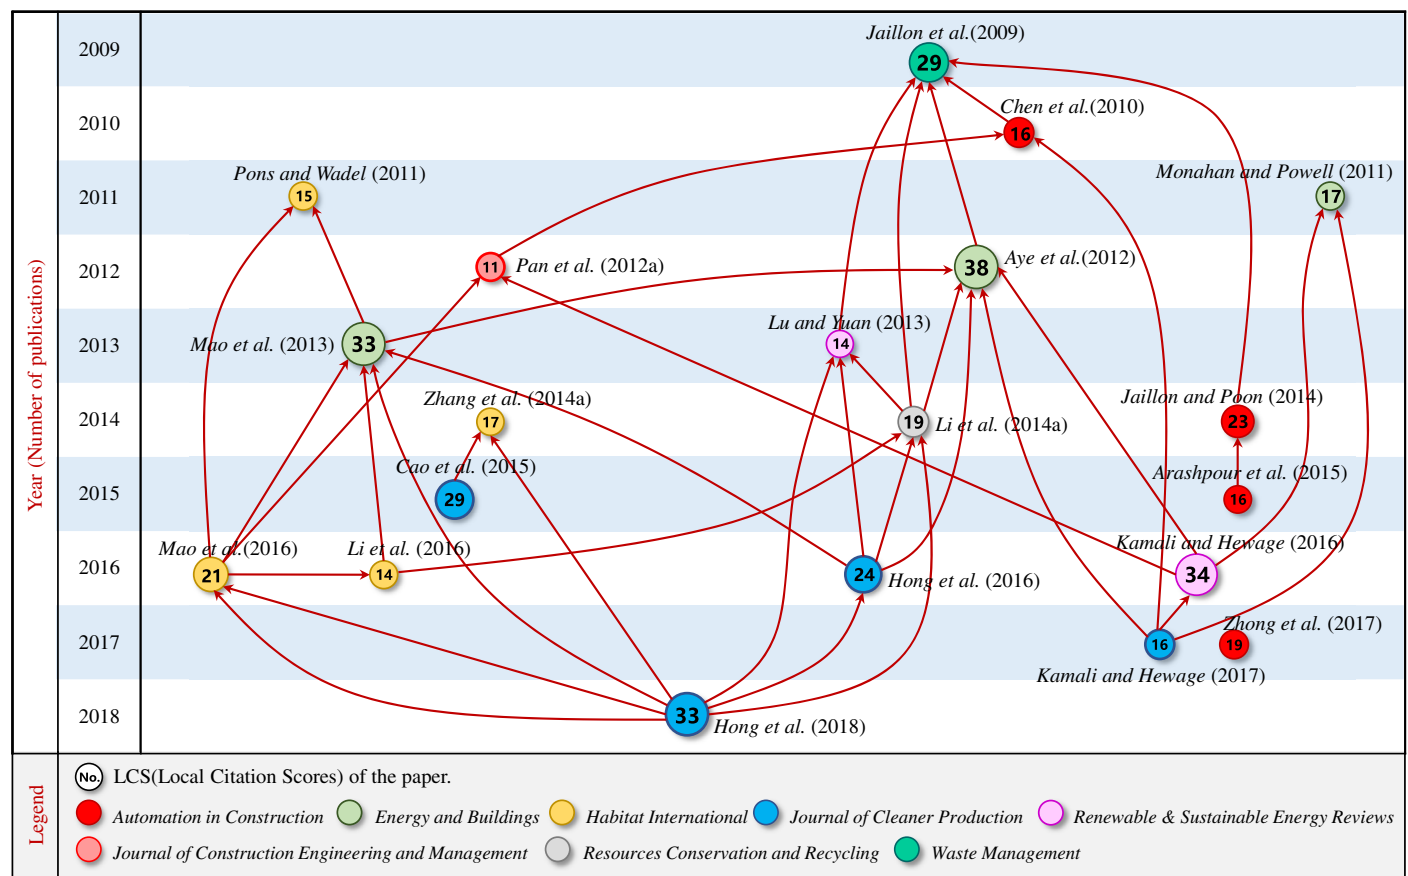 Year (Number of publications)
2009
Jaillon et al.(2009)
29
2010
Chen et al.(2010)
16
2011
Pons and Wadel (2011)
15
Monahan and Powell (2011)
17
2012
11
Pan et al. (2012a)
38
Aye et al.(2012)
2013
Mao et al. (2013)
33
Lu and Yuan (2013)
14
2014
Zhang et al. (2014a)
17
19
Li et al. (2014a)
Jaillon and Poon (2014)
23
2015
Cao et al. (2015)
29
Arashpour et al. (2015)
16
2016
Mao et al.(2016)
21
Li et al. (2016)
14
24
Hong et al. (2016)
Kamali and Hewage (2016)
34
2017
16
Kamali and Hewage (2017)
Zhong et al. (2017)
19
2018
33
Hong et al. (2018)
Legend
No. LCS(Local Citation Scores) of the paper.
Automation in Construction Energy and Buildings Habitat International Journal of Cleaner Production Renewable & Sustainable Energy Reviews
Journal of Construction Engineering and Management Resources Conservation and Recycling Waste Management